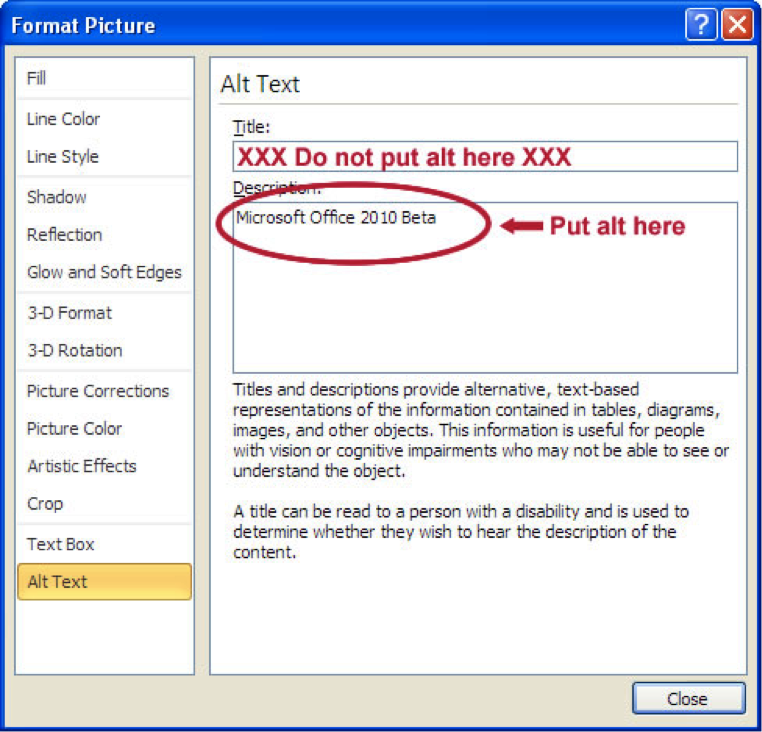 Format Picture
?
Fill
Line Color
Line Style
Shadow
Reflection
Glow and Soft Edges
3-D Format
3-D Rotation
Picture Corrections
Picture Color
Artistic Effects
Crop
Text Box
Alt Text
Alt Text
Title:
XXX Do not put alt here XXX
Description:
Microsoft Office 2010 Beta
Put alt here
Titles and descriptions provide alternative, text-based
representations of the information contained in tables, diagrams,
images, and other objects. This information is useful for people
with vision or cognitive impairments who may not be able to see or
understand the object.
A title can be read to a person with a disability and is used to
determine whether they wish to hear the description of the
content.
Close